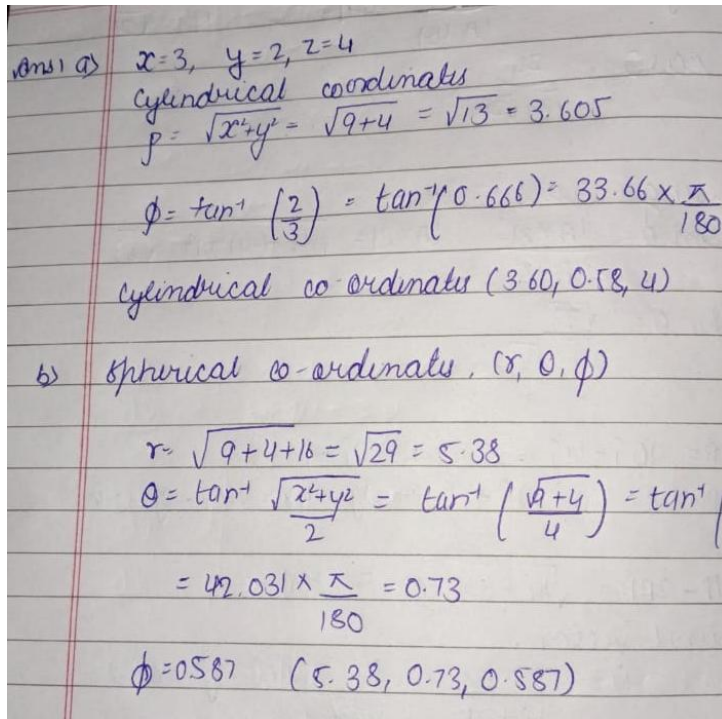 Ans1 a) x=3, y=2, z=4
Cylindrical coordinates
ρ = √x²+y² = √9+4 = √13 = 3.605
ϕ = tan⁻¹ (2/3) = tan⁻¹(0.666) = 33.66 × π/180
cylindrical co ordinates (3.60, 0.58, 4)
b) spherical co-ordinates, (r, θ, ϕ)
r= √9+4+16 = √29 = 5.38
θ = tan⁻¹ √x²+y²/2 = tan⁻¹ (√9+4/4) = tan⁻¹ (
= 42.031 × π/180 = 0.73
ϕ = 0587 (5.38, 0.73, 0.587)